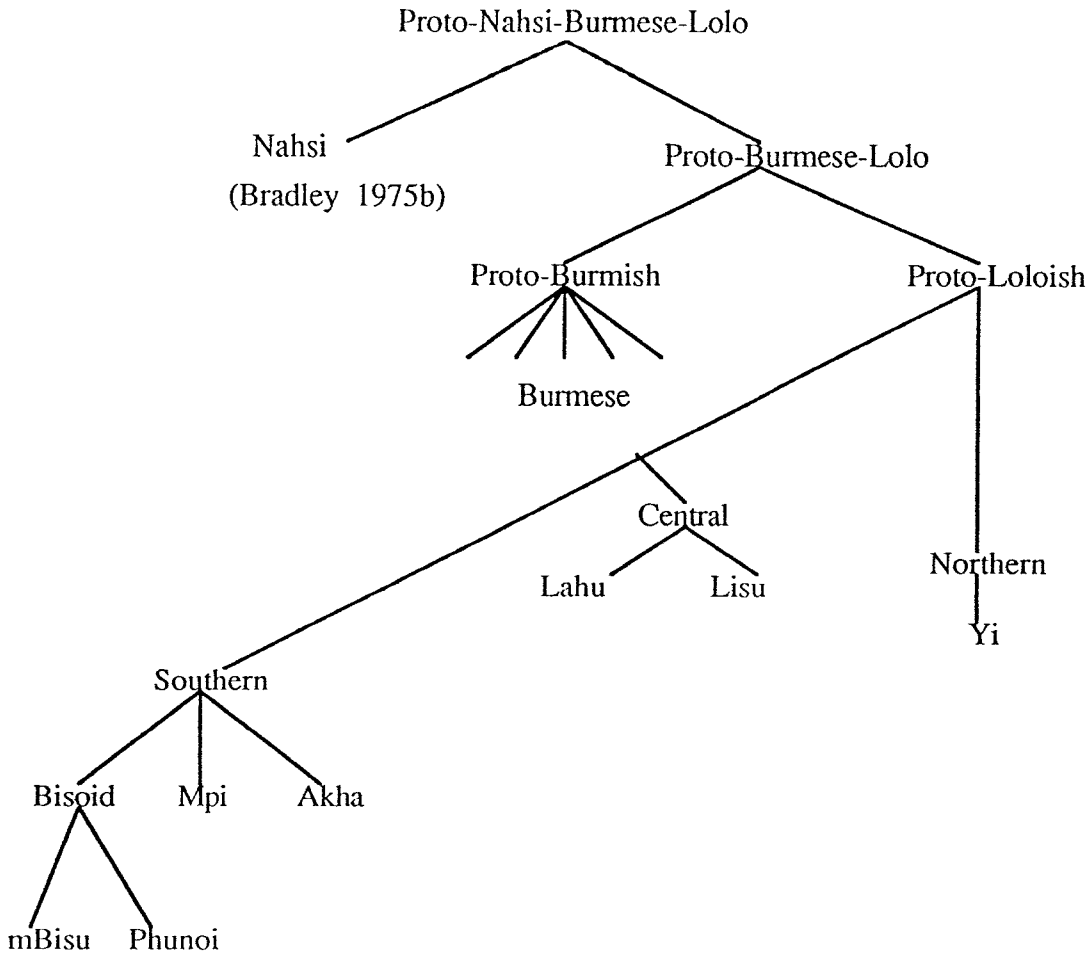 Proto-Nahsi-Burmese-Lolo
Nahsi
(Bradley 1975b)
Proto-Burmese-Lolo
Proto-Burmish
Proto-Loloish
Burmese
Central
Lahu
Lisu
Northern
Yi
Southern
Bisoid
Mpi
Akha
mBisu
Phunoi